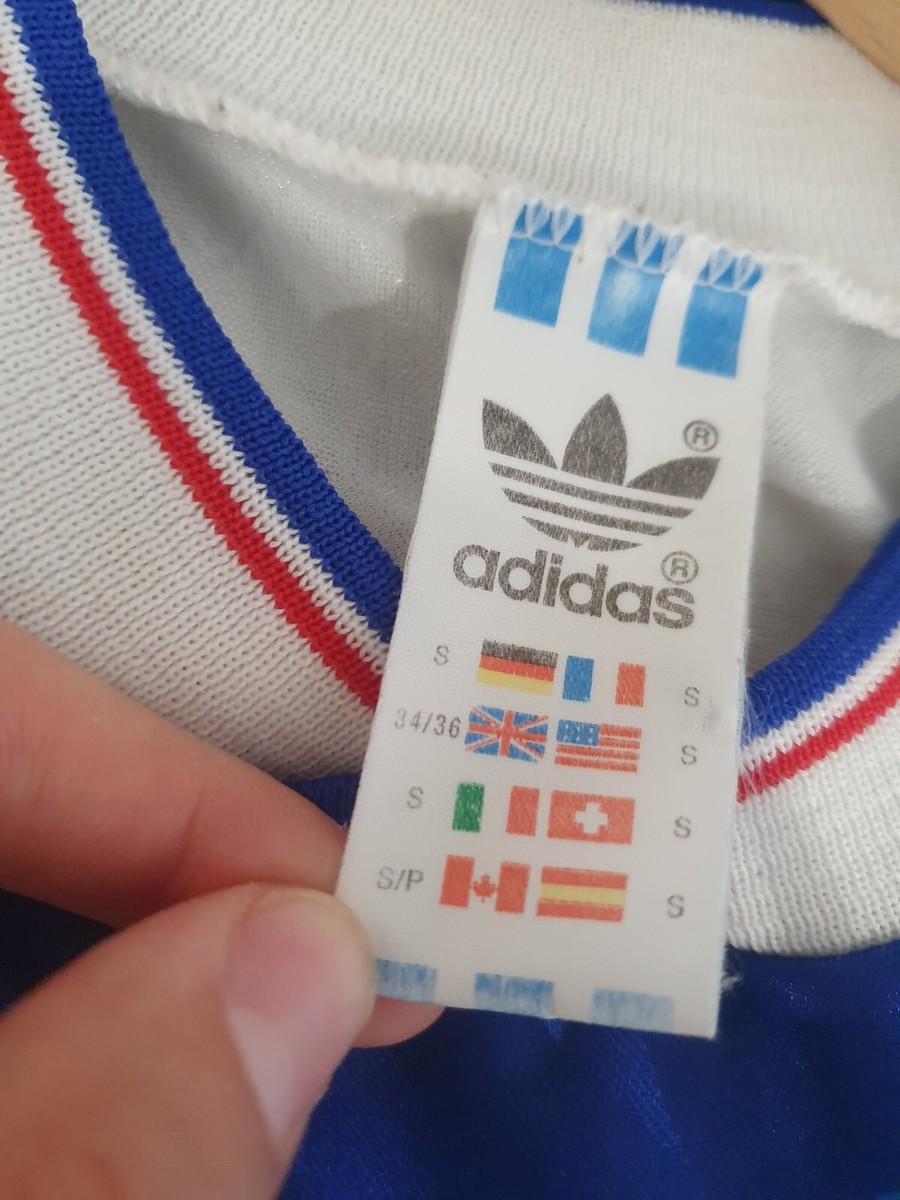 ®
adidas®
S S
34/36 S
S S
S/P S